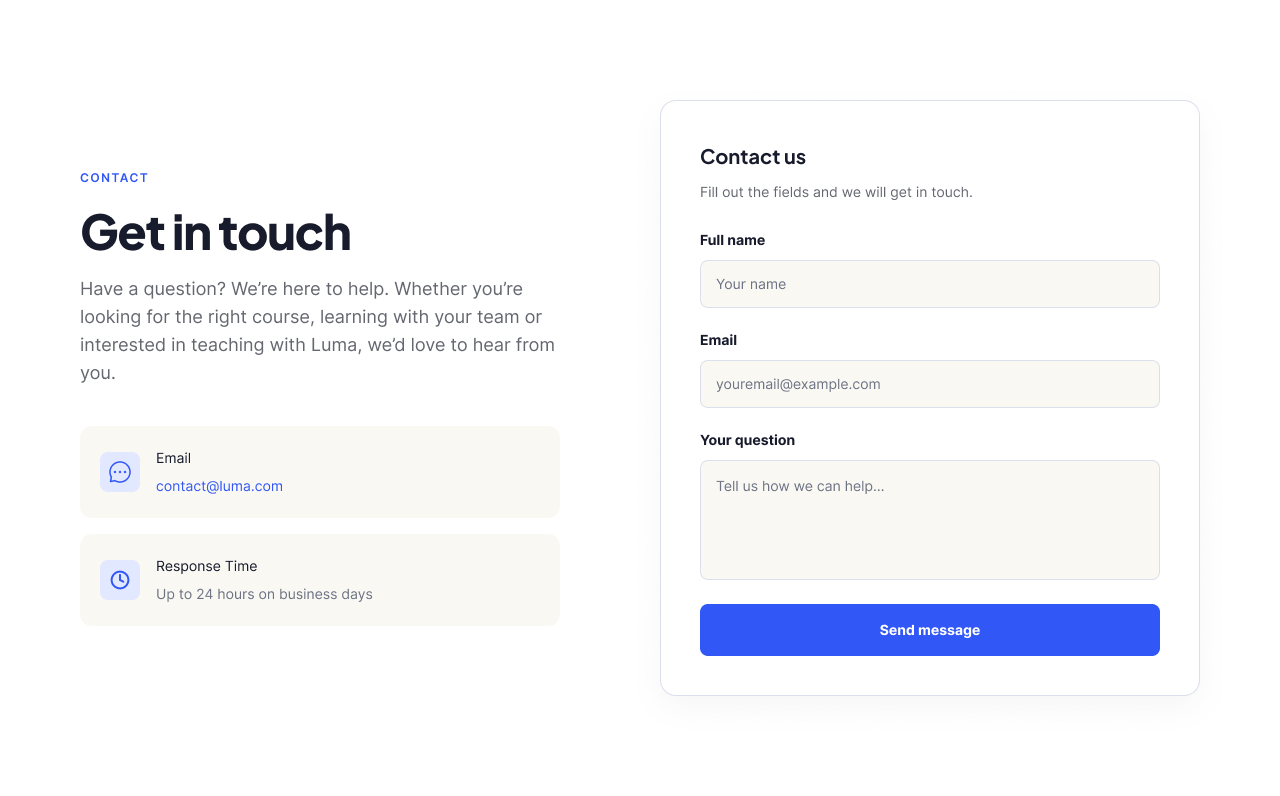 CONTACT
Get in touch
Have a question? We’re here to help. Whether you’re
looking for the right course, learning with your team or
interested in teaching with Luma, we’d love to hear from
you.
Email
contact@luma.com
Response Time
Up to 24 hours on business days
Contact us
Fill out the fields and we will get in touch.
Full name
Your name
Email
youremail@example.com
Your question
Tell us how we can help...
Send message